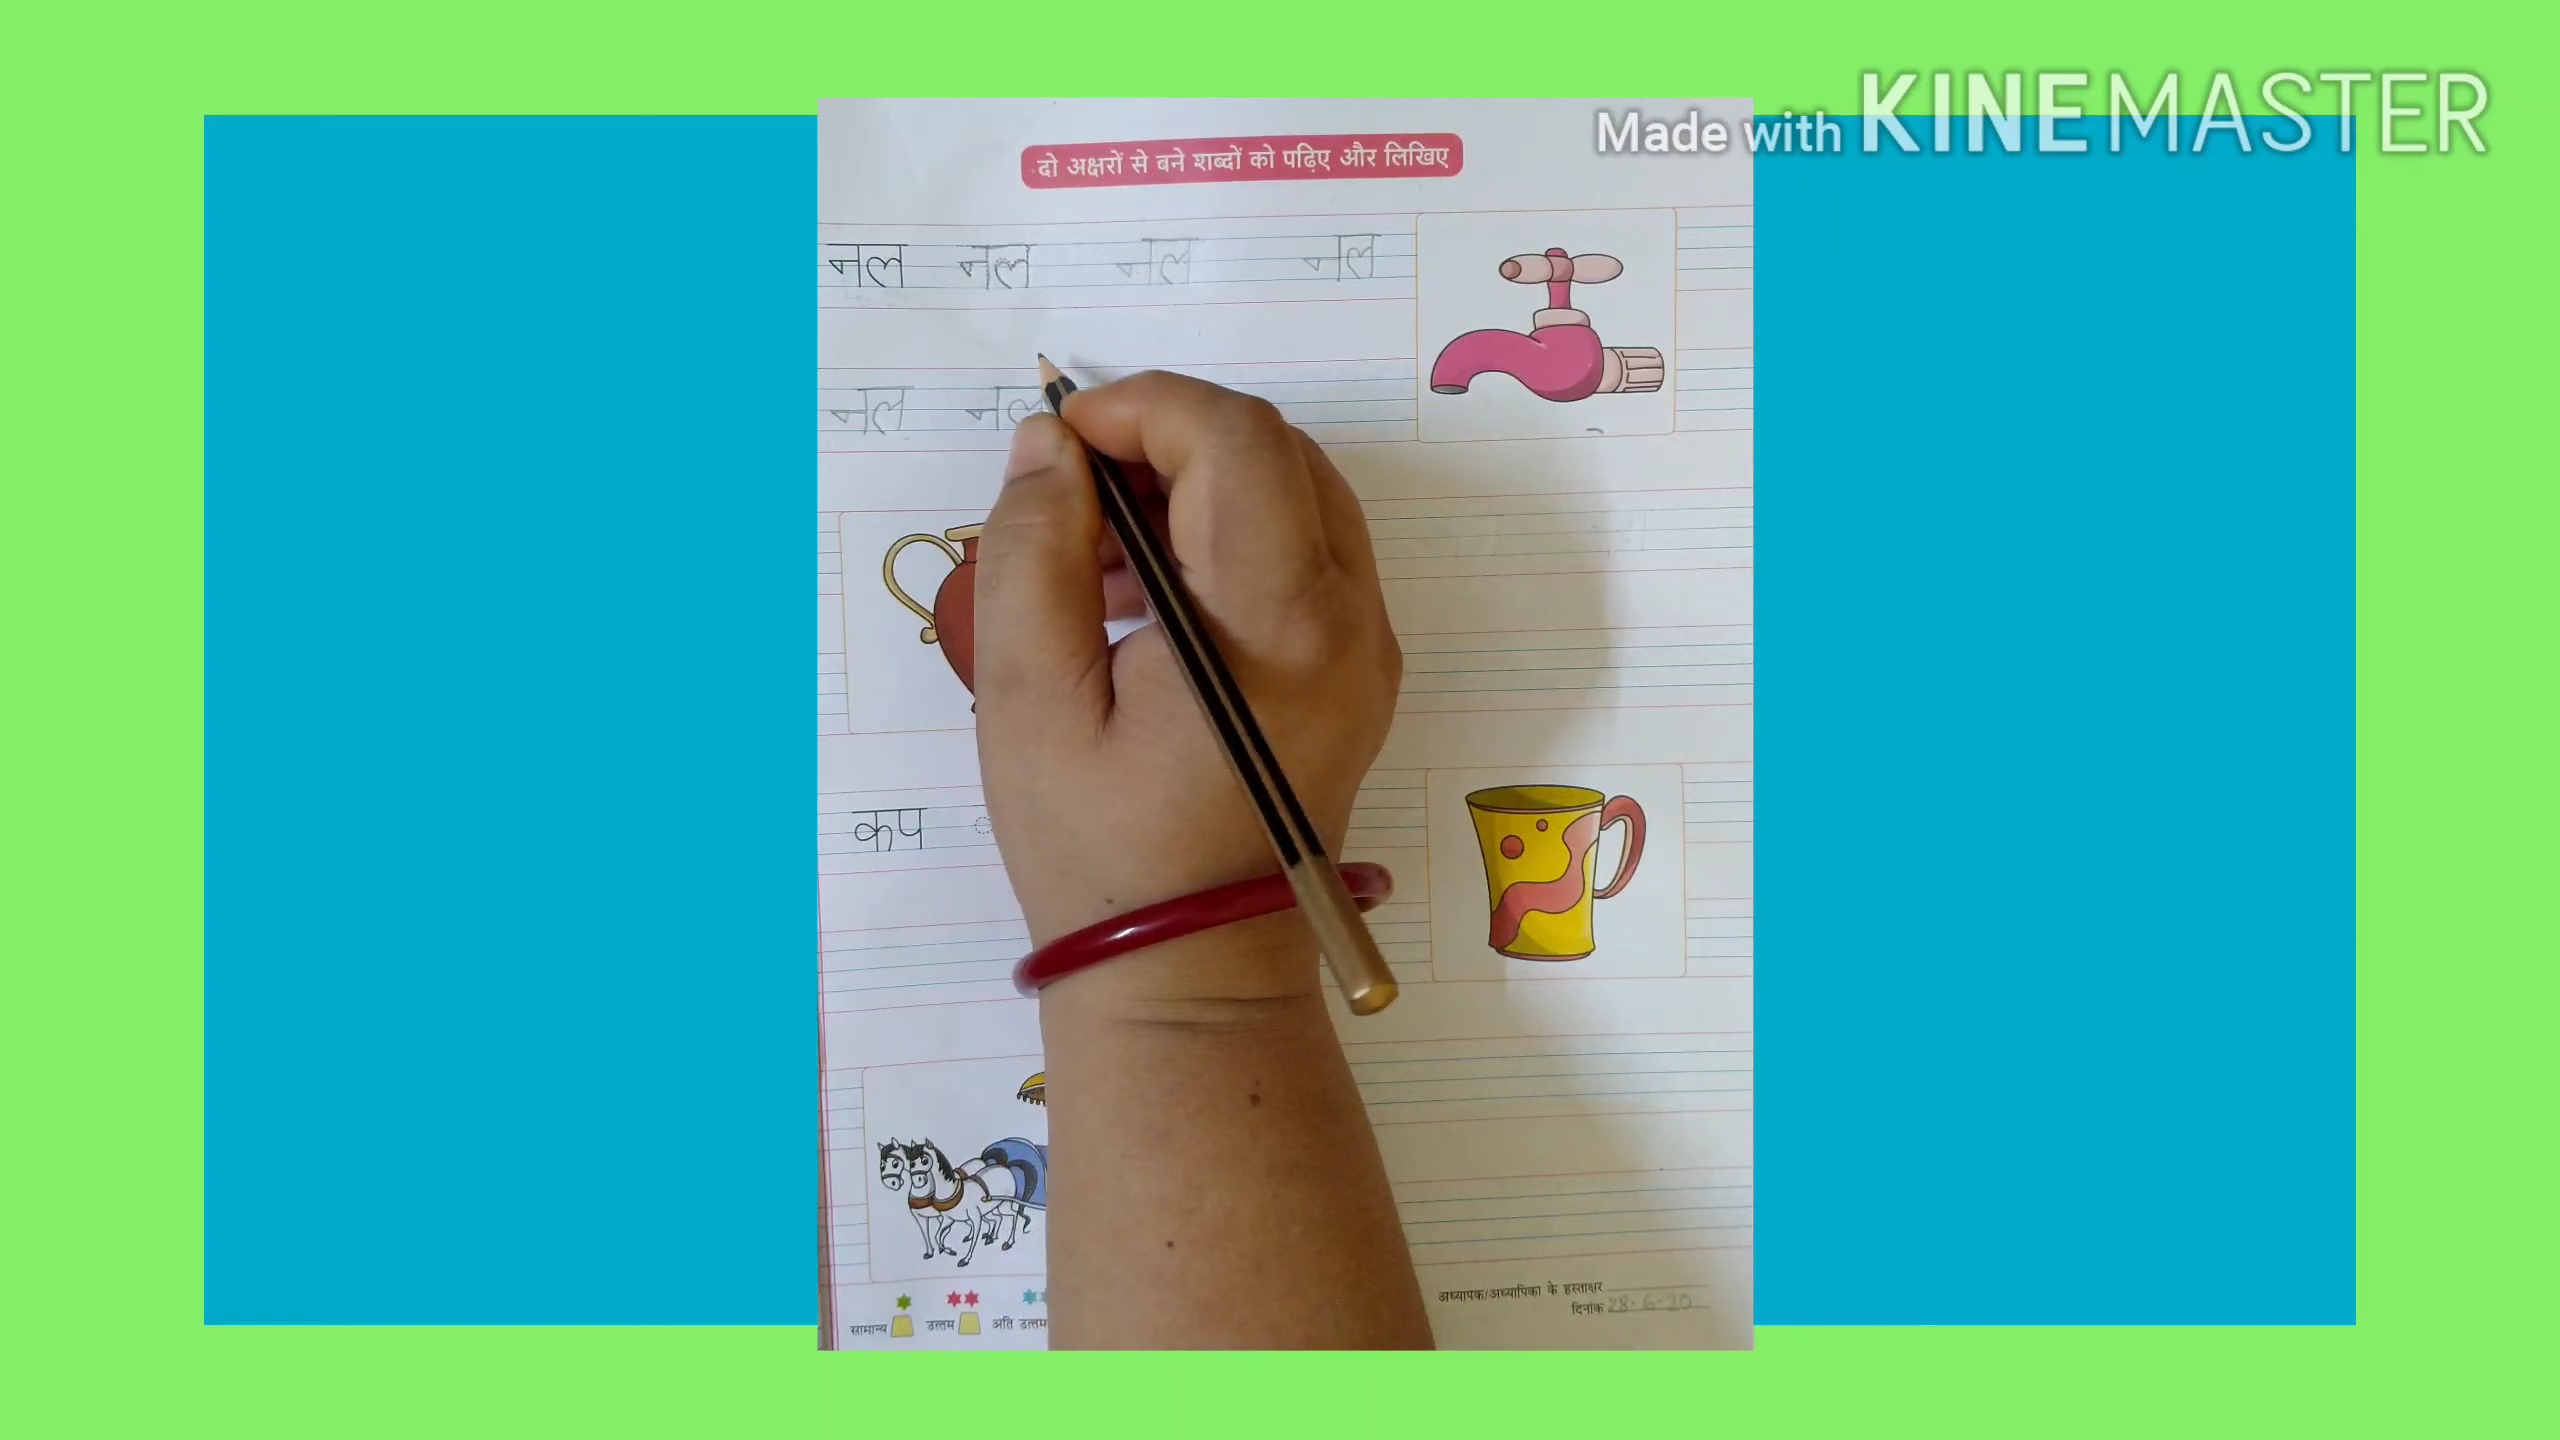 Made with KINEMASTER
दो अक्षरों से बने शब्दों को पढ़िए और लिखिए
नल नल नल नल
नल नल
कप
अध्यापक/अध्यापिका के हस्ताक्षर
दिनांक 28-6-20
सामान्य उत्तम अति उत्तम